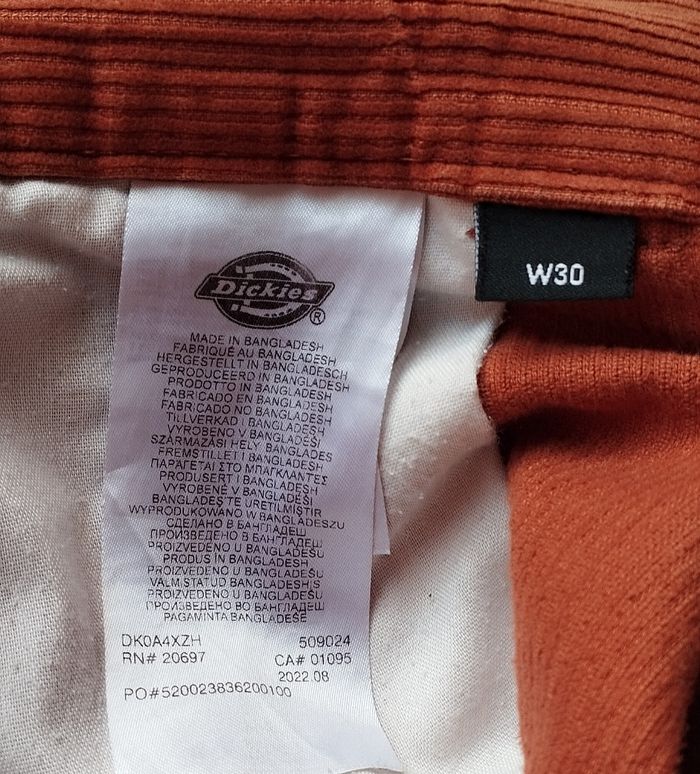 Dickies®
W30
MADE IN BANGLADESH
FABRIQUÉ AU BANGLADESH
HERGESTELLT IN BANGLADESCH
GEPRODUCEERD IN BANGLADESH
PRODOTTO IN BANGLADESH
FABRICADO EN BANGLADESH
FABRICADO NO BANGLADESH
TILLVERKAD I BANGLADESH
VYROBENO V BANGLADÉŠI
SZÁRMAZÁSI HELY: BANGLADES
FREMSTILLET I BANGLADESH
ΠΑΡΑΓΕΤΑΙ ΣΤΟ ΜΠΑΓΚΛΑΝΤΕΣ
PRODUSERT I BANGLADESH
VYROBENÉ V BANGLADÉŠI
BANGLADEŞ'TE ÜRETİLMİŞTİR
WYPRODUKOWANO W BANGLADESZU
СДЕЛАНО В БАНГЛАДЕШ
ПРОИЗВЕДЕНО В БАНГЛАДЕШ
PROIZVEDENO U BANGLADEŠU
PRODUS ÎN BANGLADESH
PROIZVEDENO U BANGLADEŠU
VALMISTATUD BANGLADESHIS
PROIZVEDENO U BANGLADEŠU
ПРОИЗВЕДЕНО ВО БАНГЛАДЕШ
PAGAMINTA BANGLADEŠE
DK0A4XZH 509024
RN# 20697 CA# 01095
2022.08
PO#520023836200100